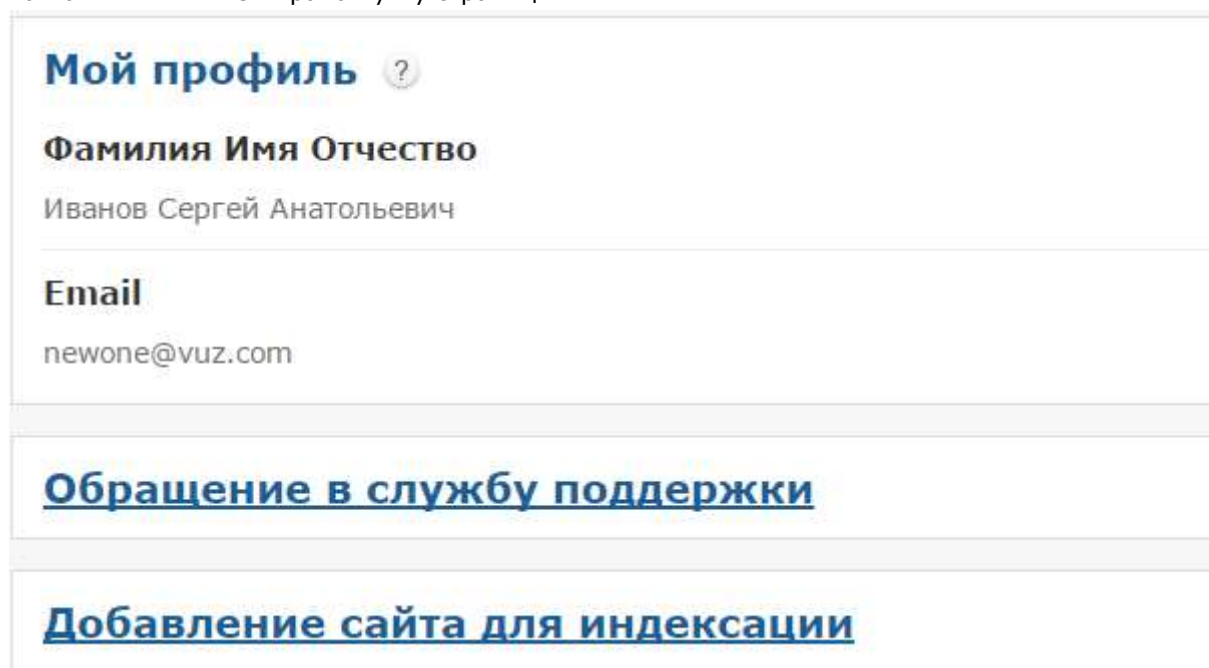 Мой профиль ?
Фамилия Имя Отчество
Иванов Сергей Анатольевич
Email
newone@vuz.com
Обращение в службу поддержки
Добавление сайта для индексации